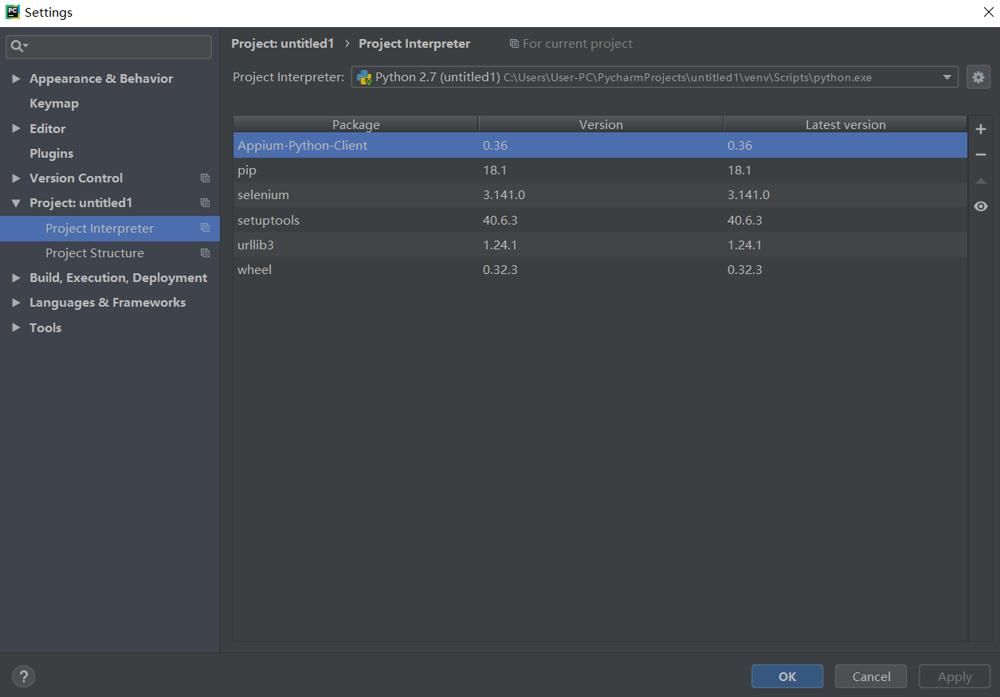 PC Settings
Project: untitled1 › Project Interpreter For current project
Appearance & Behavior
Keymap
Editor
Plugins
Version Control
Project: untitled1
Project Interpreter
Project Structure
Build, Execution, Deployment
Languages & Frameworks
Tools
Project Interpreter: Python 2.7 (untitled1) C:\Users\User-PC\PycharmProjects\untitled1\venv\Scripts\python.exe
Package Version Latest version
Appium-Python-Client 0.36 0.36
pip 18.1 18.1
selenium 3.141.0 3.141.0
setuptools 40.6.3 40.6.3
urllib3 1.24.1 1.24.1
wheel 0.32.3 0.32.3
? OK Cancel Apply